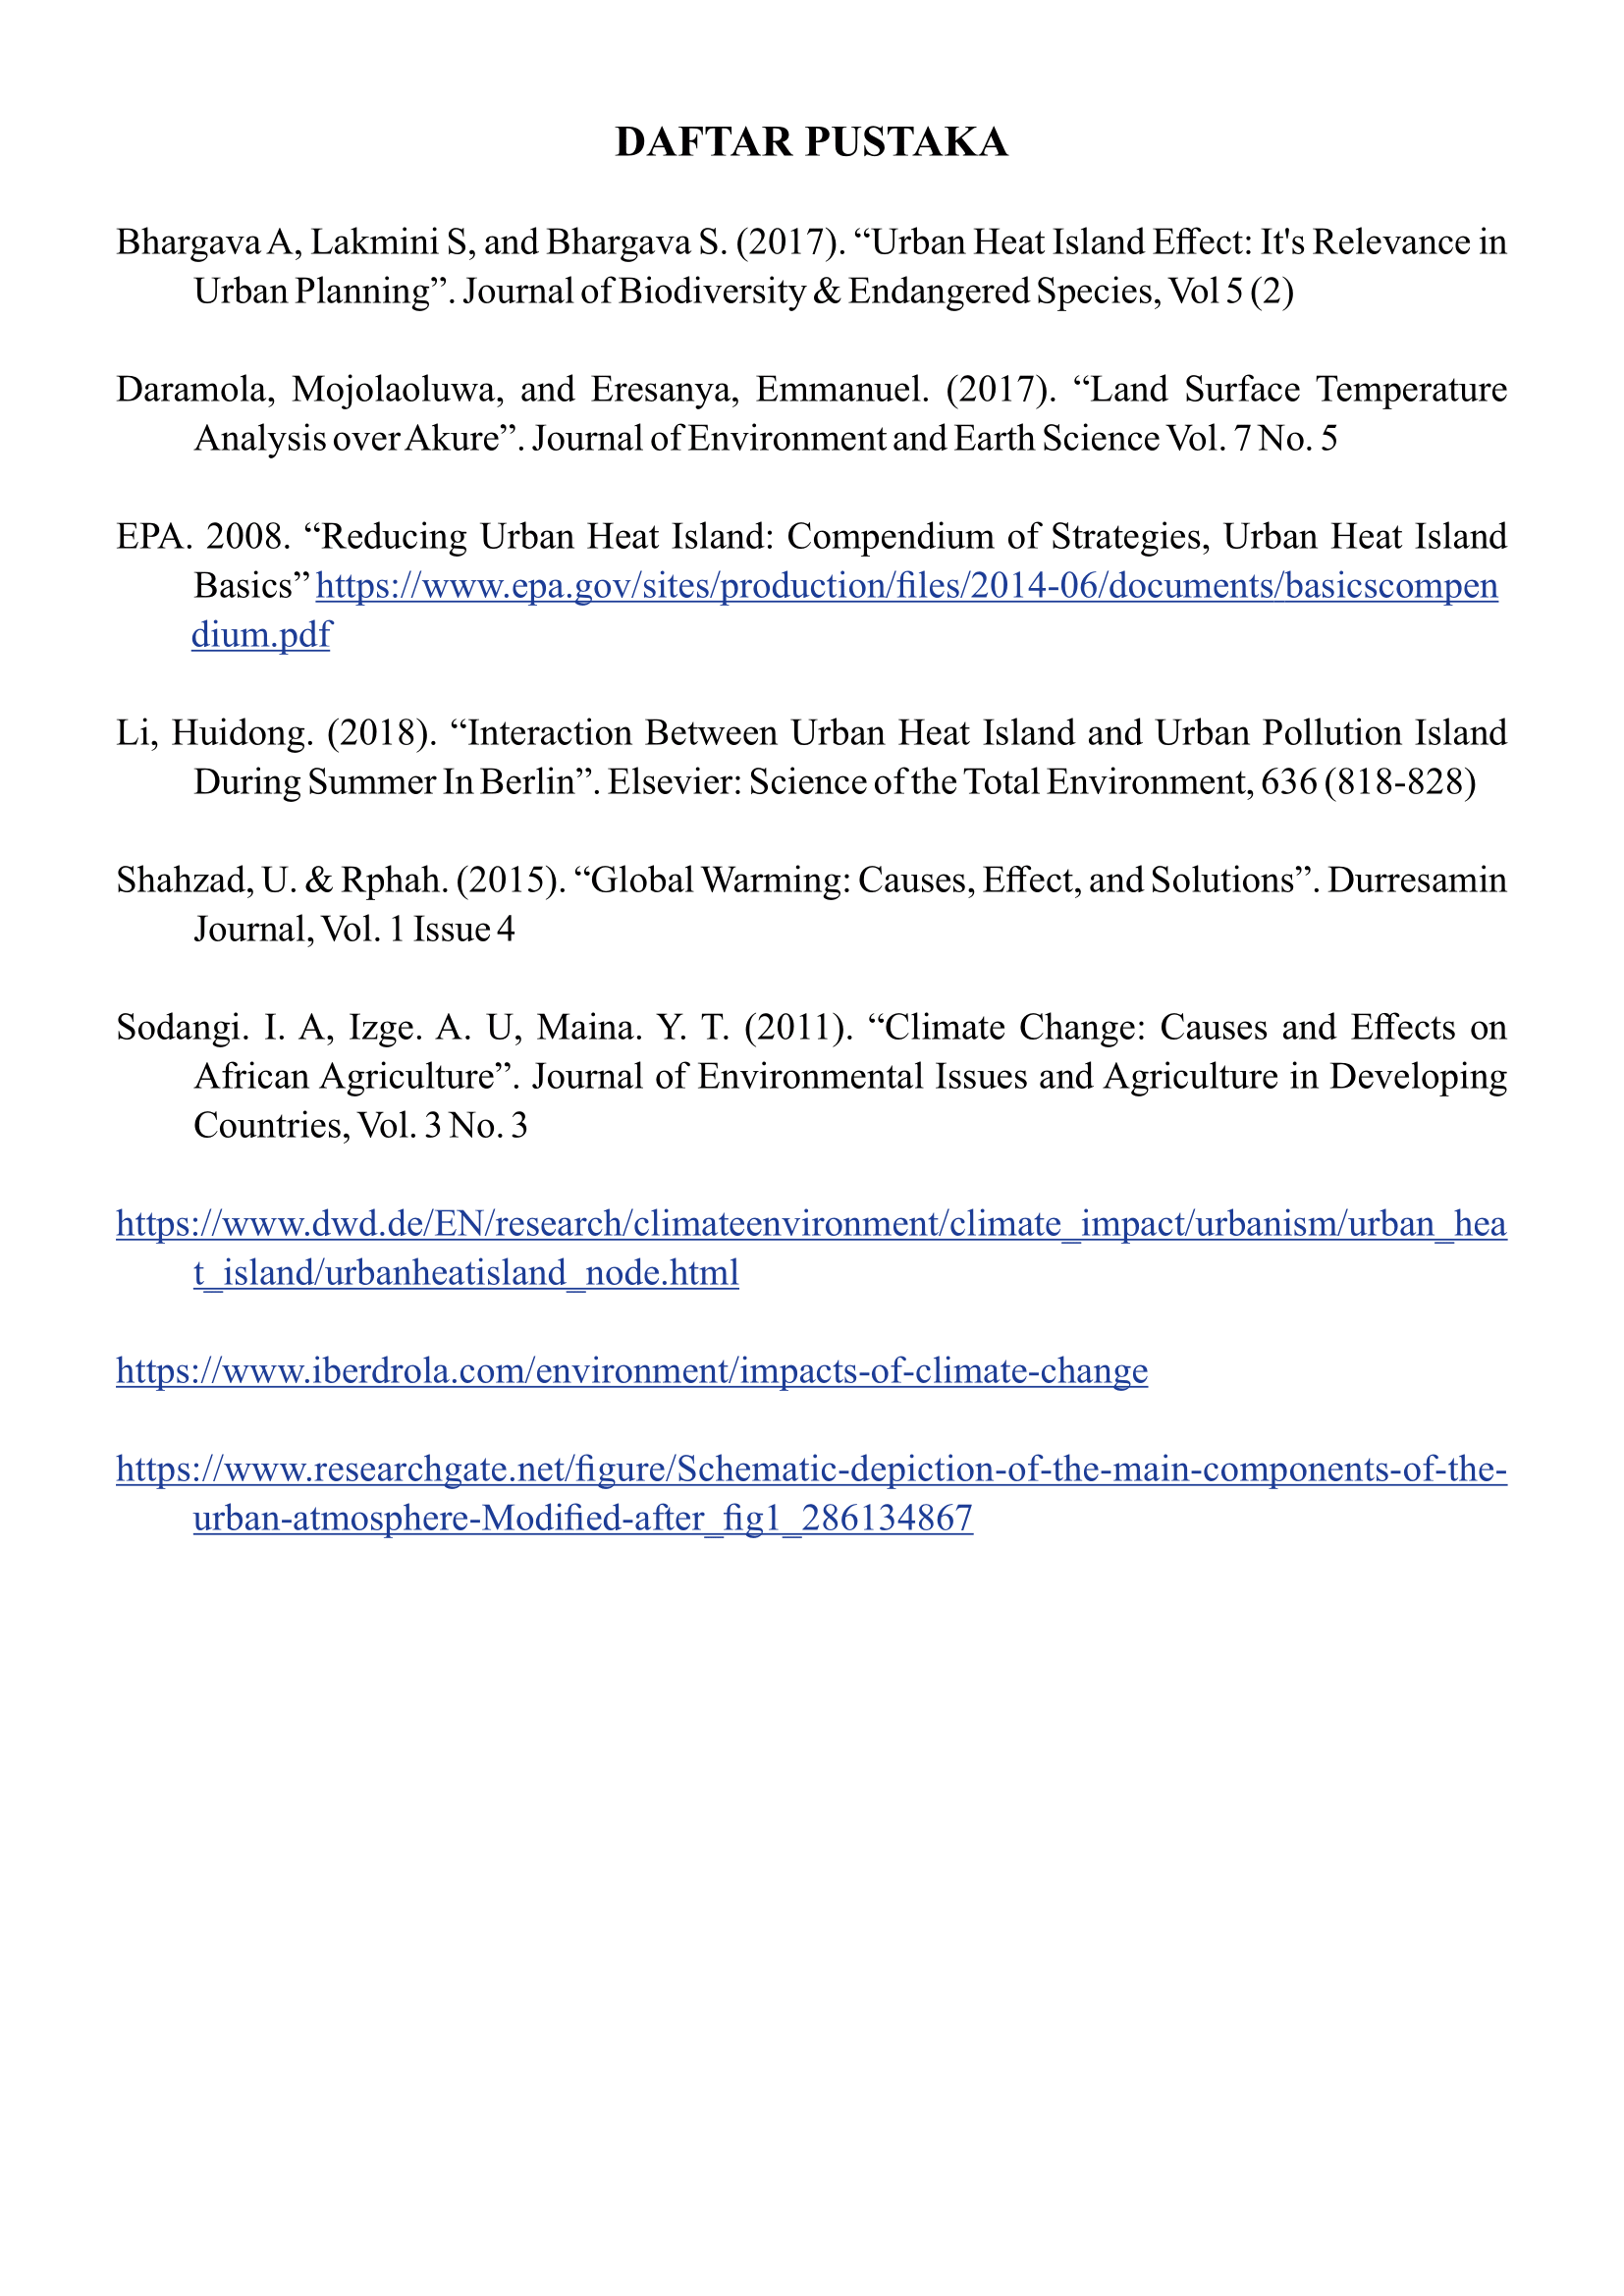 DAFTAR PUSTAKA
Bhargava A, Lakmini S, and Bhargava S. (2017). “Urban Heat Island Effect: It's Relevance in
Urban Planning”. Journal of Biodiversity & Endangered Species, Vol 5 (2)
Daramola, Mojolaoluwa, and Eresanya, Emmanuel. (2017). “Land Surface Temperature
Analysis over Akure”. Journal of Environment and Earth Science Vol. 7 No. 5
EPA. 2008. “Reducing Urban Heat Island: Compendium of Strategies, Urban Heat Island
Basics” https://www.epa.gov/sites/production/files/2014-06/documents/basicscompen
dium.pdf
Li, Huidong. (2018). “Interaction Between Urban Heat Island and Urban Pollution Island
During Summer In Berlin”. Elsevier: Science of the Total Environment, 636 (818-828)
Shahzad, U. & Rphah. (2015). “Global Warming: Causes, Effect, and Solutions”. Durresamin
Journal, Vol. 1 Issue 4
Sodangi. I. A, Izge. A. U, Maina. Y. T. (2011). “Climate Change: Causes and Effects on
African Agriculture”. Journal of Environmental Issues and Agriculture in Developing
Countries, Vol. 3 No. 3
https://www.dwd.de/EN/research/climateenvironment/climate_impact/urbanism/urban_hea
t_island/urbanheatisland_node.html
https://www.iberdrola.com/environment/impacts-of-climate-change
https://www.researchgate.net/figure/Schematic-depiction-of-the-main-components-of-the-
urban-atmosphere-Modified-after_fig1_286134867